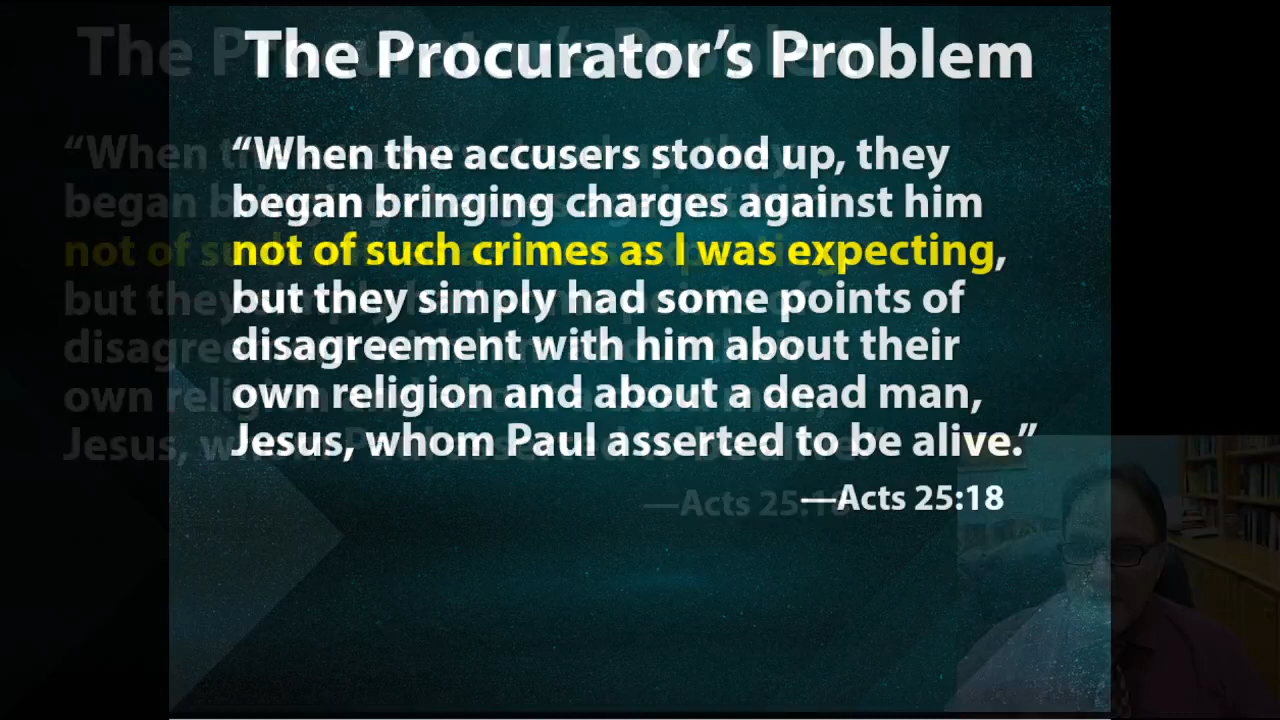 The Procurator’s Problem
“When the accusers stood up, they
began bringing charges against him
not of such crimes as I was expecting,
but they simply had some points of
disagreement with him about their
own religion and about a dead man,
Jesus, whom Paul asserted to be alive.”
—Acts 25:18